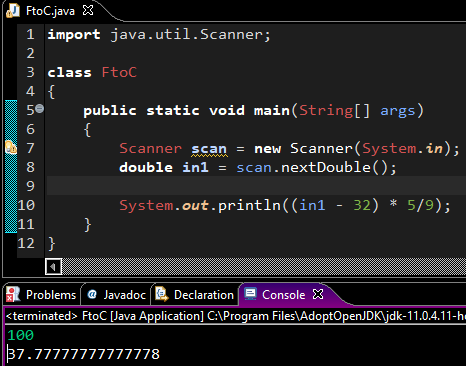 FtoC.java
1 import java.util.Scanner;
2
3 class FtoC
4 {
5 public static void main(String[] args)
6 {
7 Scanner scan = new Scanner(System.in);
8 double in1 = scan.nextDouble();
9
10 System.out.println((in1 - 32) * 5/9);
11 }
12 }
Problems @ Javadoc Declaration Console
<terminated> FtoC [Java Application] C:\Program Files\AdoptOpenJDK\jdk-11.0.4.11-h
100
37.77777777777778